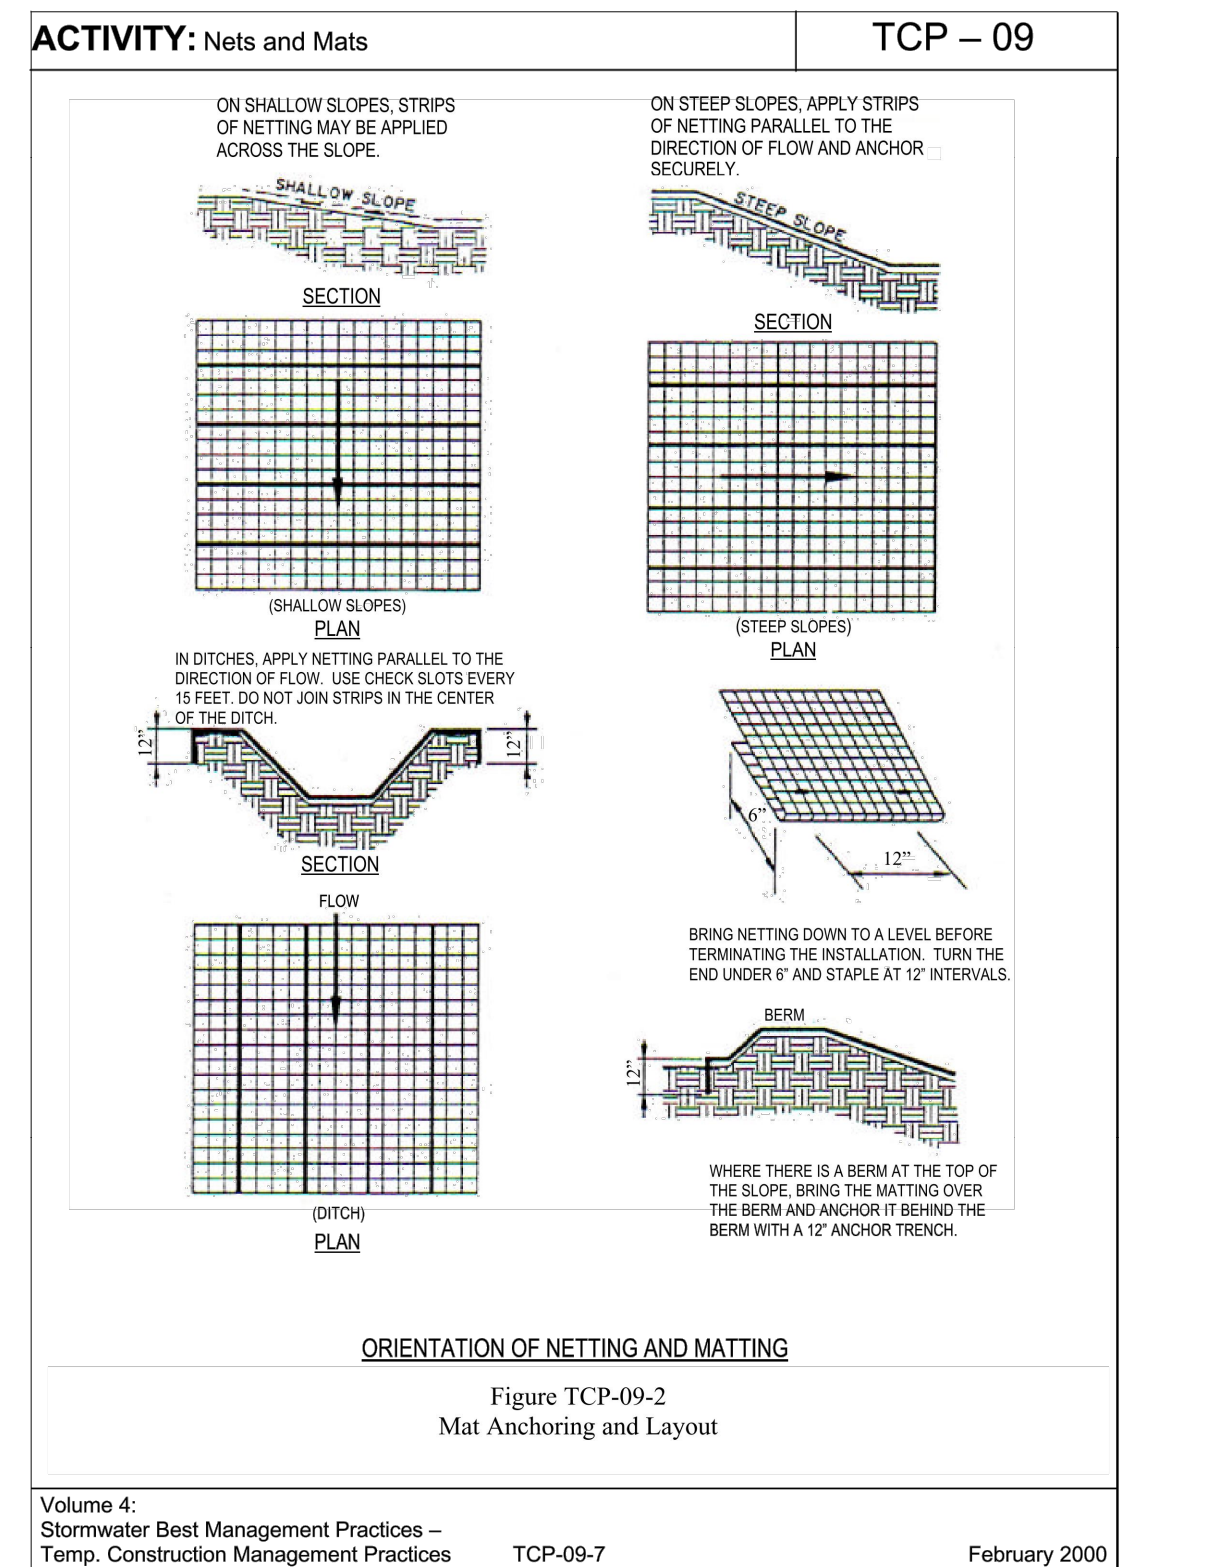 ACTIVITY: Nets and Mats
TCP – 09
ON SHALLOW SLOPES, STRIPS
OF NETTING MAY BE APPLIED
ACROSS THE SLOPE.
SHALLOW SLOPE
SECTION
(SHALLOW SLOPES)
PLAN
ON STEEP SLOPES, APPLY STRIPS
OF NETTING PARALLEL TO THE
DIRECTION OF FLOW AND ANCHOR
SECURELY.
STEEP SLOPE
SECTION
(STEEP SLOPES)
PLAN
IN DITCHES, APPLY NETTING PARALLEL TO THE
DIRECTION OF FLOW. USE CHECK SLOTS EVERY
15 FEET. DO NOT JOIN STRIPS IN THE CENTER
OF THE DITCH.
12”
12”
SECTION
FLOW
(DITCH)
PLAN
6”
12”
BRING NETTING DOWN TO A LEVEL BEFORE
TERMINATING THE INSTALLATION. TURN THE
END UNDER 6” AND STAPLE AT 12” INTERVALS.
BERM
12”
WHERE THERE IS A BERM AT THE TOP OF
THE SLOPE, BRING THE MATTING OVER
THE BERM AND ANCHOR IT BEHIND THE
BERM WITH A 12” ANCHOR TRENCH.
ORIENTATION OF NETTING AND MATTING
Figure TCP-09-2
Mat Anchoring and Layout
Volume 4:
Stormwater Best Management Practices –
Temp. Construction Management Practices
TCP-09-7
February 2000